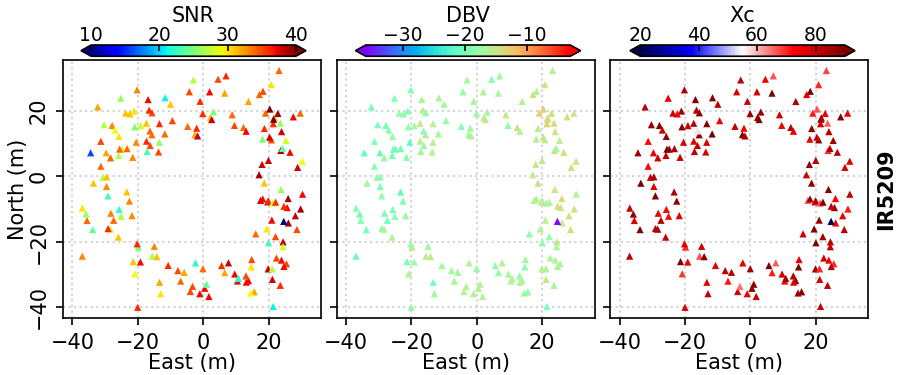 SNR DBV Xc
10 20 30 40 −30 −20 −10 20 40 60 80
20
0
−20
−40
North (m)
IR5209
−40 −20 0 20 −40 −20 0 20 −40 −20 0 20
East (m) East (m) East (m)